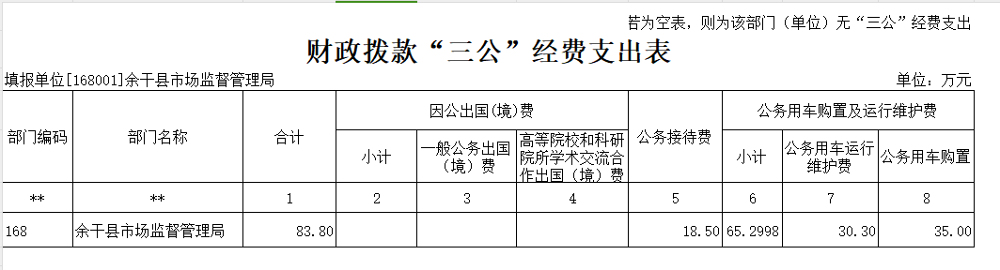 若为空表，则为该部门（单位）无“三公”经费支出
财政拨款“三公”经费支出表
填报单位[168001]余干县市场监督管理局 单位：万元
部门编码 部门名称 合计 因公出国(境)费 公务接待费 公务用车购置及运行维护费
小计 一般公务出国（境）费 高等院校和科研院所学术交流合作出国（境）费 小计 公务用车运行维护费 公务用车购置
** ** 1 2 3 4 5 6 7 8
168 余干县市场监督管理局 83.80 18.50 65.2998 30.30 35.00